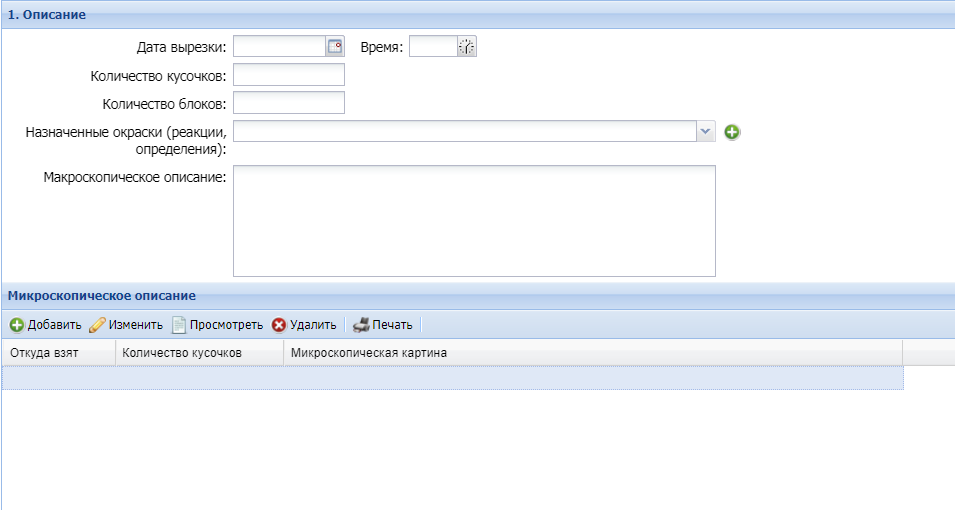 1. Описание
Дата вырезки: Время:
Количество кусочков:
Количество блоков:
Назначенные окраски (реакции,
определения):
Макроскопическое описание:
Микроскопическое описание
Добавить Изменить Просмотреть Удалить Печать
Откуда взят Количество кусочков Микроскопическая картина